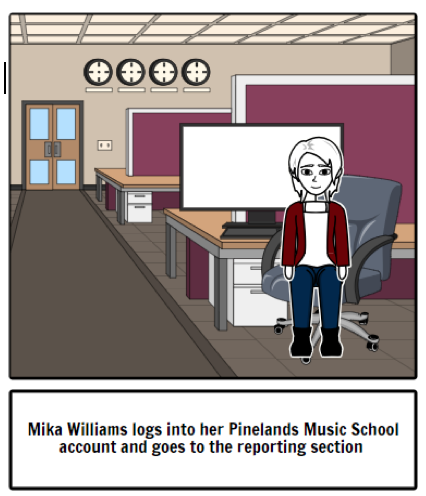 Mika Williams logs into her Pinelands Music School
account and goes to the reporting section